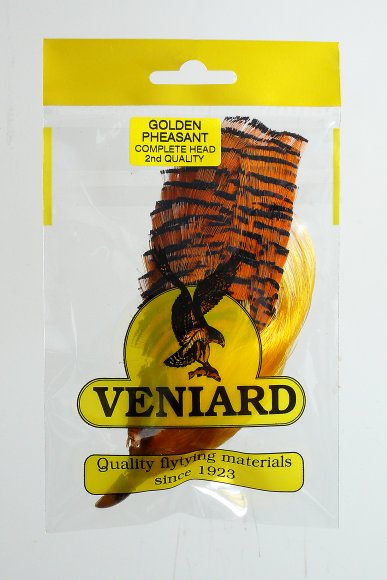 GOLDEN
PHEASANT
COMPLETE HEAD
2nd QUALITY
VENIARD
Quality flytying materials
since 1923